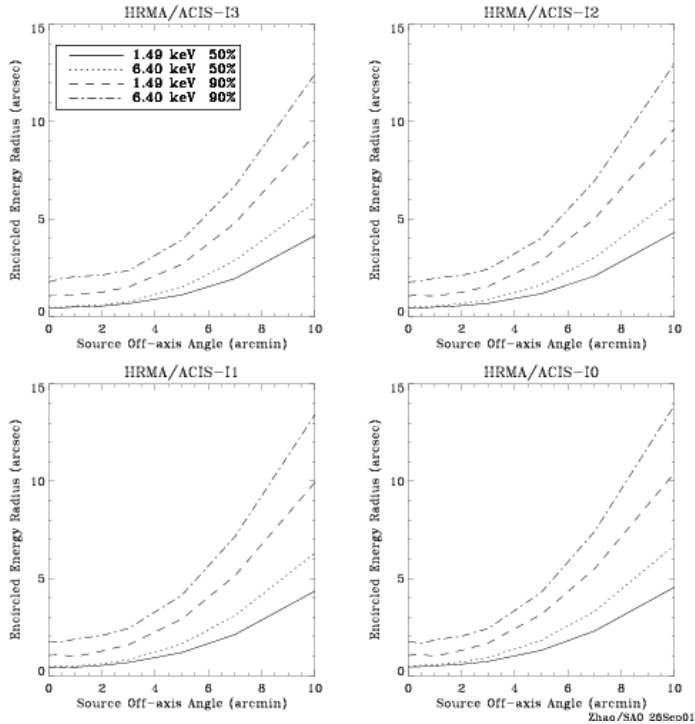 HRMA/ACIS-I3
15
10
5
0
Encircled Energy Radius (arcsec)
1.49 keV 50%
6.40 keV 50%
1.49 keV 90%
6.40 keV 90%
0 2 4 6 8 10
Source Off-axis Angle (arcmin)
HRMA/ACIS-I2
15
10
5
0
Encircled Energy Radius (arcsec)
0 2 4 6 8 10
Source Off-axis Angle (arcmin)
HRMA/ACIS-I1
15
10
5
0
Encircled Energy Radius (arcsec)
0 2 4 6 8 10
Source Off-axis Angle (arcmin)
HRMA/ACIS-I0
15
10
5
0
Encircled Energy Radius (arcsec)
0 2 4 6 8 10
Source Off-axis Angle (arcmin)
Zhao/SAO 26Sep01